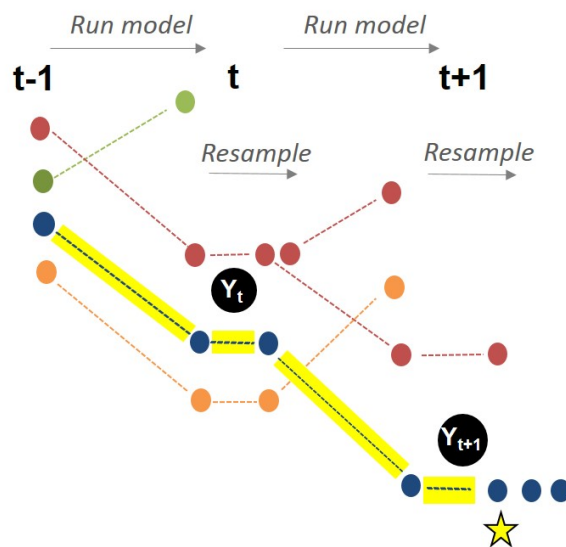 Run model Run model
t-1 t t+1
Resample Resample
Yt
Yt+1